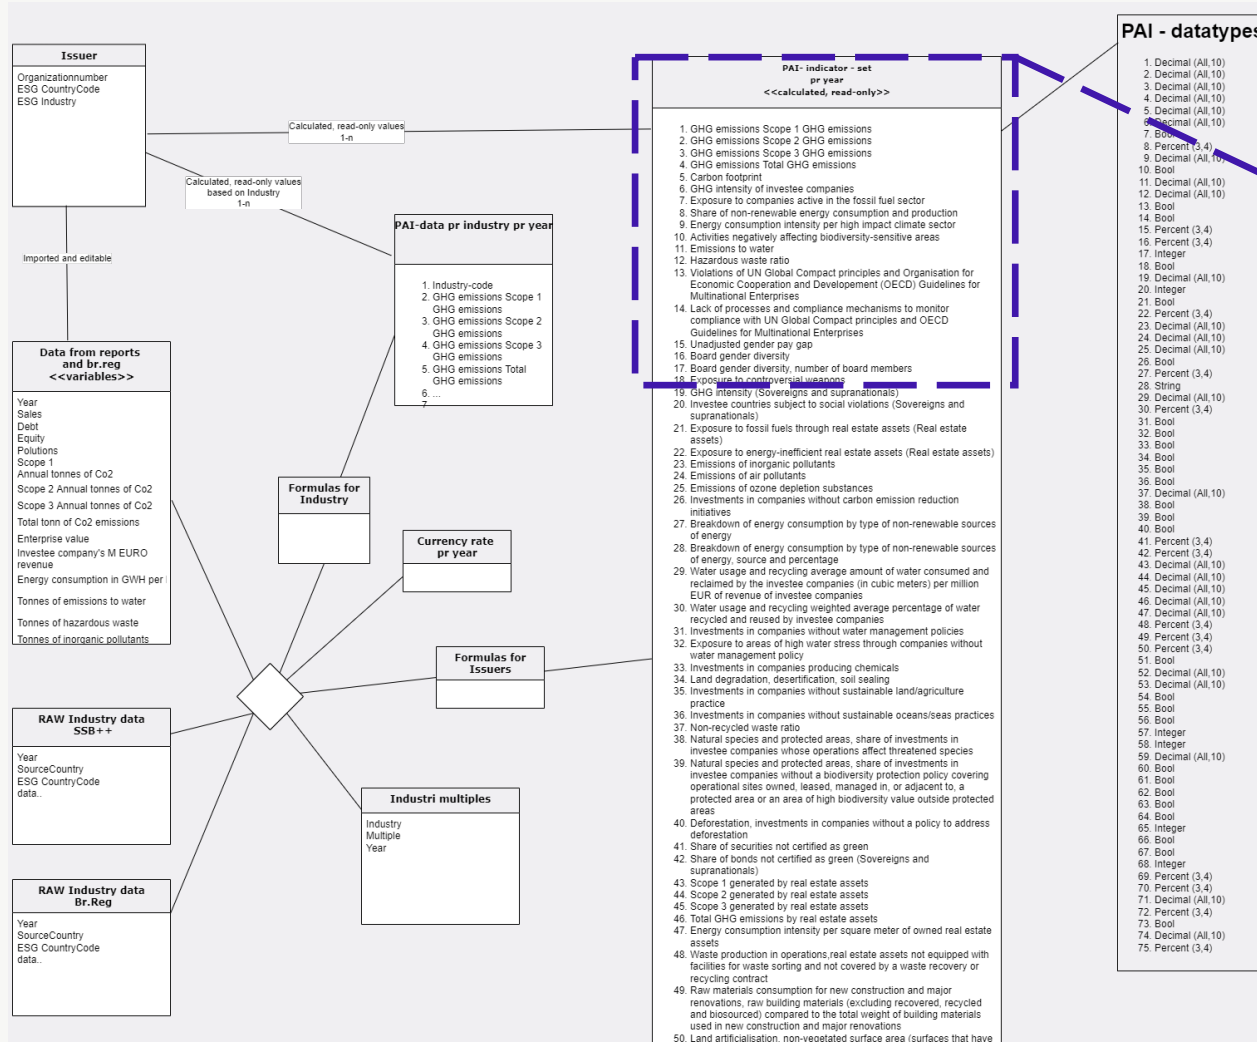 Issuer
Organizationnumber
ESG CountryCode
ESG Industry
Calculated, read-only values
1-n
Calculated, read-only values
based on Industry
1-n
Imported and editable
PAI-data pr industry pr year
1. Industry-code
2. GHG emissions Scope 1
GHG emissions
3. GHG emissions Scope 2
GHG emissions
4. GHG emissions Scope 3
GHG emissions
5. GHG emissions Total
GHG emissions
6. ...
7
Data from reports
and br.reg
<<variables>>
Year
Sales
Debt
Equity
Polutions
Scope 1
Annual tonnes of Co2
Scope 2 Annual tonnes of Co2
Scope 3 Annual tonnes of Co2
Total tonn of Co2 emissions
Enterprise value
Investee company's M EURO
revenue
Energy consumption in GWH per
Tonnes of emissions to water
Tonnes of hazardous waste
Tonnes of inorganic pollutants
Formulas for
Industry
Currency rate
pr year
Formulas for
Issuers
RAW Industry data
SSB++
Year
SourceCountry
ESG CountryCode
data..
RAW Industry data
Br.Reg
Year
SourceCountry
ESG CountryCode
data..
Industri multiples
Industry
Multiple
Year
PAI- indicator - set
pr year
<<calculated, read-only>>
1. GHG emissions Scope 1 GHG emissions
2. GHG emissions Scope 2 GHG emissions
3. GHG emissions Scope 3 GHG emissions
4. GHG emissions Total GHG emissions
5. Carbon footprint
6. GHG intensity of investee companies
7. Exposure to companies active in the fossil fuel sector
8. Share of non-renewable energy consumption and production
9. Energy consumption intensity per high impact climate sector
10. Activities negatively affecting biodiversity-sensitive areas
11. Emissions to water
12. Hazardous waste ratio
13. Violations of UN Global Compact principles and Organisation for
Economic Cooperation and Developement (OECD) Guidelines for
Multinational Enterprises
14. Lack of processes and compliance mechanisms to monitor
compliance with UN Global Compact principles and OECD
Guidelines for Multinational Enterprises
15. Unadjusted gender pay gap
16. Board gender diversity
17. Board gender diversity, number of board members
18. Exposure to controversial weapons
19. GHG intensity (Sovereigns and supranationals)
20. Investee countries subject to social violations (Sovereigns and
supranationals)
21. Exposure to fossil fuels through real estate assets (Real estate
assets)
22. Exposure to energy-inefficient real estate assets (Real estate assets)
23. Emissions of inorganic pollutants
24. Emissions of air pollutants
25. Emissions of ozone depletion substances
26. Investments in companies without carbon emission reduction
initiatives
27. Breakdown of energy consumption by type of non-renewable sources
of energy
28. Breakdown of energy consumption by type of non-renewable sources
of energy, source and percentage
29. Water usage and recycling average amount of water consumed and
reclaimed by the investee companies (in cubic meters) per million
EUR of revenue of investee companies
30. Water usage and recycling weighted average percentage of water
recycled and reused by investee companies
31. Investments in companies without water management policies
32. Exposure to areas of high water stress through companies without
water management policy
33. Investments in companies producing chemicals
34. Land degradation, desertification, soil sealing
35. Investments in companies without sustainable land/agriculture
practice
36. Investments in companies without sustainable oceans/seas practices
37. Non-recycled waste ratio
38. Natural species and protected areas, share of investments in
investee companies whose operations affect threatened species
39. Natural species and protected areas, share of investments in
investee companies without a biodiversity protection policy covering
operational sites owned, leased, managed in, or adjacent to, a
protected area or an area of high biodiversity value outside protected
areas
40. Deforestation, investments in companies without a policy to address
deforestation
41. Share of securities not certified as green
42. Share of bonds not certified as green (Sovereigns and
supranationals)
43. Scope 1 generated by real estate assets
44. Scope 2 generated by real estate assets
45. Scope 3 generated by real estate assets
46. Total GHG emissions by real estate assets
47. Energy consumption intensity per square meter of owned real estate
assets
48. Waste production in operations,real estate assets not equipped with
facilities for waste sorting and not covered by a waste recovery or
recycling contract
49. Raw materials consumption for new construction and major
renovations, raw building materials (excluding recovered, recycled
and biosourced) compared to the total weight of building materials
used in new construction and major renovations
50. Land artificialisation, non-vegetated surface area (surfaces that have
PAI - datatypes
1. Decimal (All,10)
2. Decimal (All,10)
3. Decimal (All,10)
4. Decimal (All,10)
5. Decimal (All,10)
6. Decimal (All,10)
7. Bool
8. Percent (3,4)
9. Decimal (All,10)
10. Bool
11. Decimal (All,10)
12. Decimal (All,10)
13. Bool
14. Bool
15. Percent (3,4)
16. Percent (3,4)
17. Integer
18. Bool
19. Decimal (All,10)
20. Integer
21. Bool
22. Percent (3,4)
23. Decimal (All,10)
24. Decimal (All,10)
25. Decimal (All,10)
26. Bool
27. Percent (3,4)
28. String
29. Decimal (All,10)
30. Percent (3,4)
31. Bool
32. Bool
33. Bool
34. Bool
35. Bool
36. Bool
37. Decimal (All,10)
38. Bool
39. Bool
40. Bool
41. Percent (3,4)
42. Percent (3,4)
43. Decimal (All,10)
44. Decimal (All,10)
45. Decimal (All,10)
46. Decimal (All,10)
47. Decimal (All,10)
48. Percent (3,4)
49. Percent (3,4)
50. Percent (3,4)
51. Bool
52. Decimal (All,10)
53. Decimal (All,10)
54. Bool
55. Bool
56. Bool
57. Integer
58. Integer
59. Decimal (All,10)
60. Bool
61. Bool
62. Bool
63. Bool
64. Bool
65. Integer
66. Bool
67. Bool
68. Integer
69. Percent (3,4)
70. Percent (3,4)
71. Decimal (All,10)
72. Percent (3,4)
73. Bool
74. Decimal (All,10)
75. Percent (3,4)